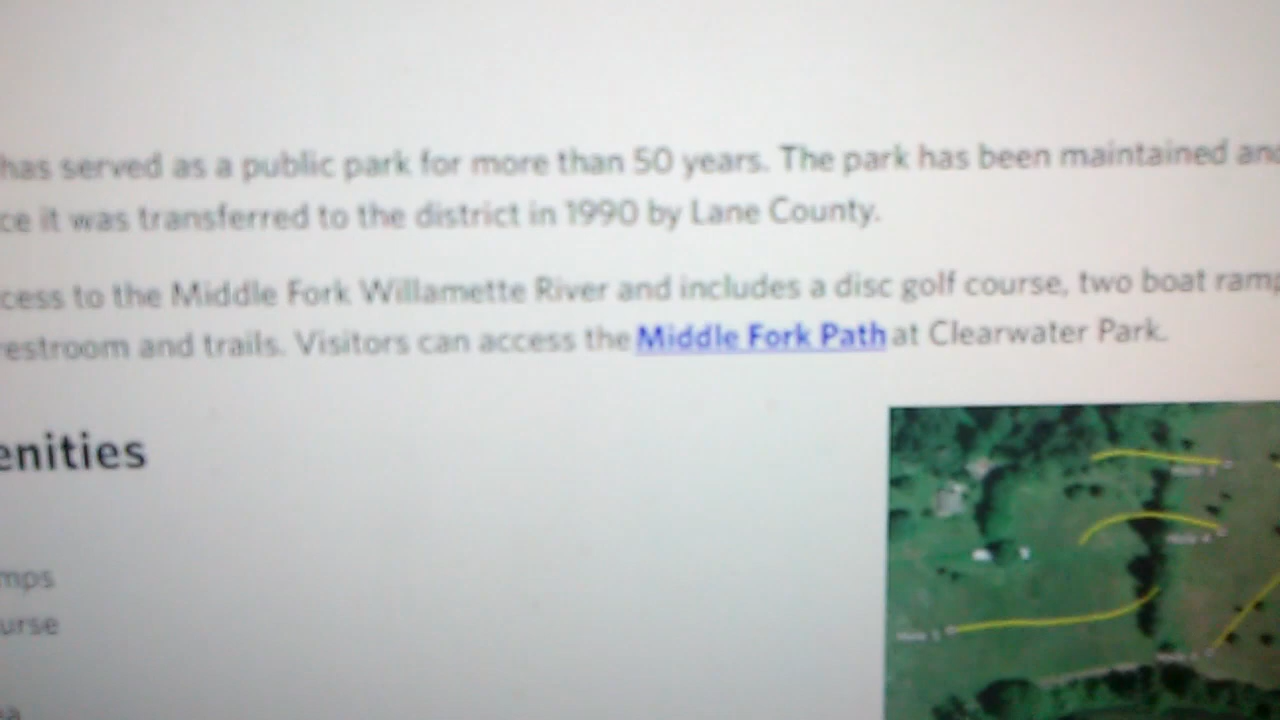 has served as a public park for more than 50 years. The park has been maintained and
ce it was transferred to the district in 1990 by Lane County.
cess to the Middle Fork Willamette River and includes a disc golf course, two boat ramp
restroom and trails. Visitors can access the Middle Fork Path at Clearwater Park.
enities
mps
urse
ea